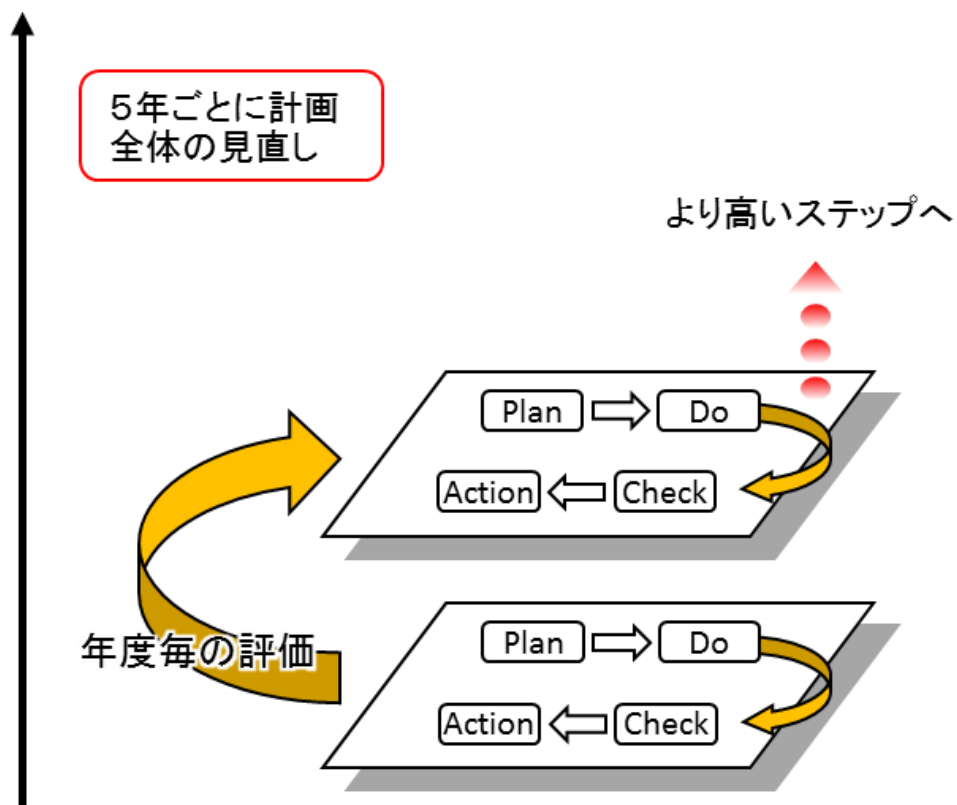 ５年ごとに計画
全体の見直し
より高いステップへ
Plan
Do
Action
Check
年度毎の評価
Plan
Do
Action
Check